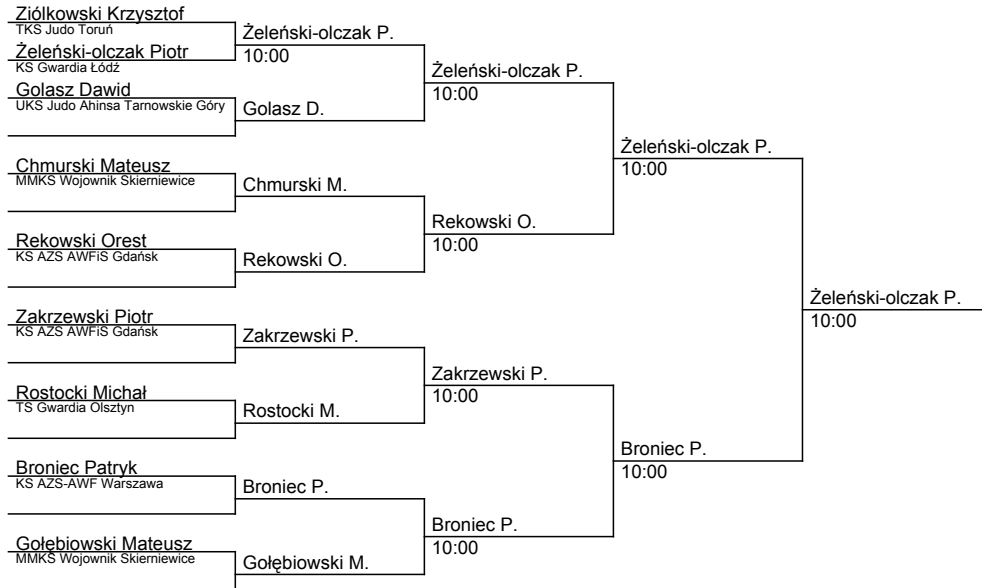 Ziółkowski Krzysztof
TKS Judo Toruń
Żeleński-olczak Piotr
KS Gwardia Łódź
Golasz Dawid
UKS Judo Ahinsa Tarnowskie Góry
Chmurski Mateusz
MMKS Wojownik Skierniewice
Rekowski Orest
KS AZS AWFiS Gdańsk
Zakrzewski Piotr
KS AZS AWFiS Gdańsk
Rostocki Michał
TS Gwardia Olsztyn
Broniec Patryk
KS AZS-AWF Warszawa
Gołębiowski Mateusz
MMKS Wojownik Skierniewice
Żeleński-olczak P.
10:00
Golasz D.
Chmurski M.
Rekowski O.
Zakrzewski P.
Rostocki M.
Broniec P.
Gołębiowski M.
Żeleński-olczak P.
10:00
Rekowski O.
10:00
Zakrzewski P.
10:00
Broniec P.
10:00
Żeleński-olczak P.
10:00
Broniec P.
10:00
Żeleński-olczak P.
10:00